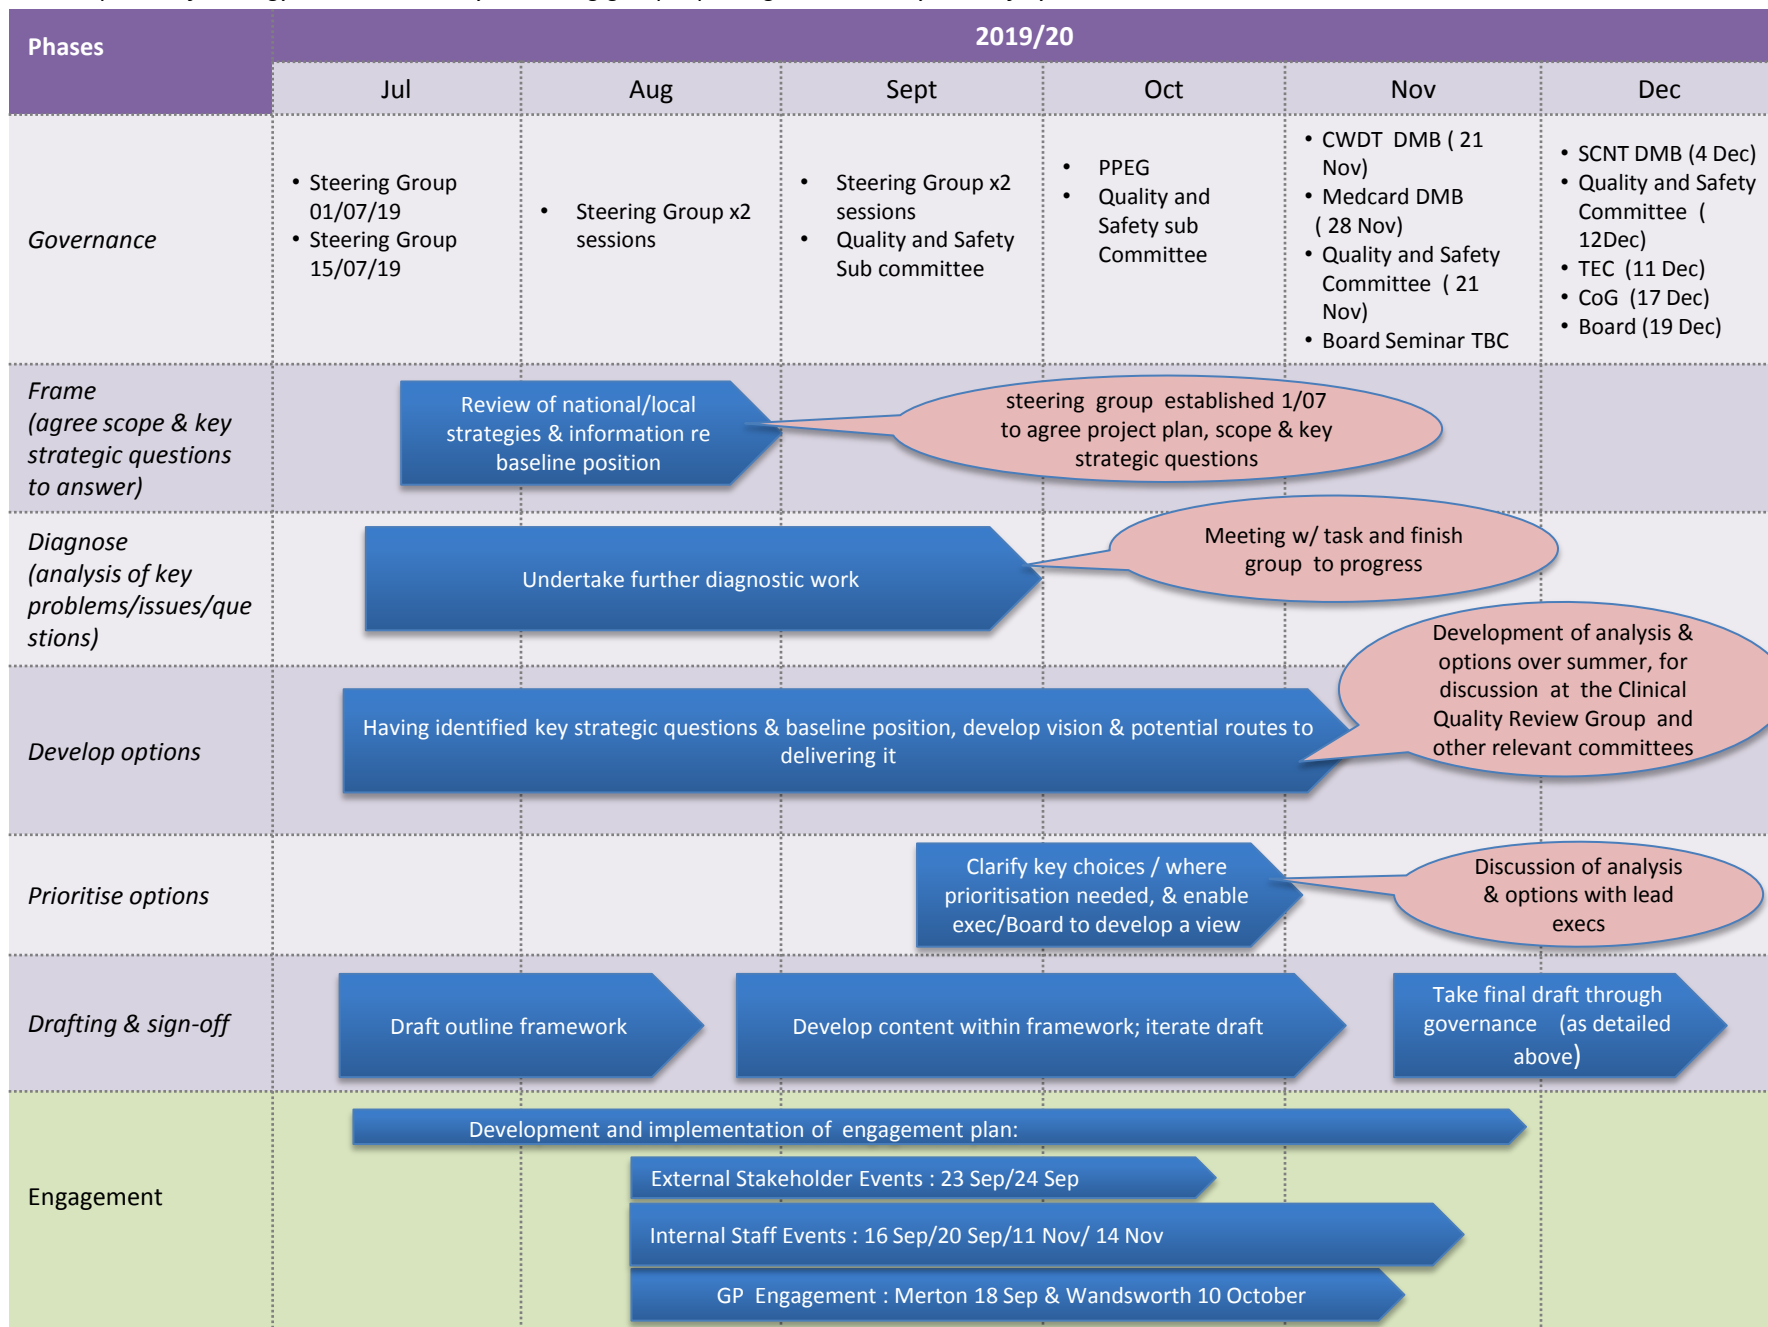 Phases
2019/20
Jul
Aug
Sept
Oct
Nov
Dec
Governance
• Steering Group
01/07/19
• Steering Group
15/07/19
• Steering Group x2
sessions
• Steering Group x2
sessions
• Quality and Safety
Sub committee
• PPEG
• Quality and
Safety sub
Committee
• CWDT DMB ( 21
Nov)
• Medcard DMB
( 28 Nov)
• Quality and Safety
Committee ( 21
Nov)
• Board Seminar TBC
• SCNT DMB (4 Dec)
• Quality and Safety
Committee (
12Dec)
• TEC (11 Dec)
• CoG (17 Dec)
• Board (19 Dec)
Frame
(agree scope & key
strategic questions
to answer)
Review of national/local
strategies & information re
baseline position
steering group established 1/07
to agree project plan, scope & key
strategic questions
Diagnose
(analysis of key
problems/issues/que
stions)
Undertake further diagnostic work
Meeting w/ task and finish
group to progress
Develop options
Having identified key strategic questions & baseline position, develop vision & potential routes to
delivering it
Development of analysis &
options over summer, for
discussion at the Clinical
Quality Review Group and
other relevant committees
Prioritise options
Clarify key choices / where
prioritisation needed, & enable
exec/Board to develop a view
Discussion of analysis
& options with lead
execs
Drafting & sign-off
Draft outline framework
Develop content within framework; iterate draft
Take final draft through
governance (as detailed
above)
Engagement
Development and implementation of engagement plan:
External Stakeholder Events : 23 Sep/24 Sep
Internal Staff Events : 16 Sep/20 Sep/11 Nov/ 14 Nov
GP Engagement : Merton 18 Sep & Wandsworth 10 October